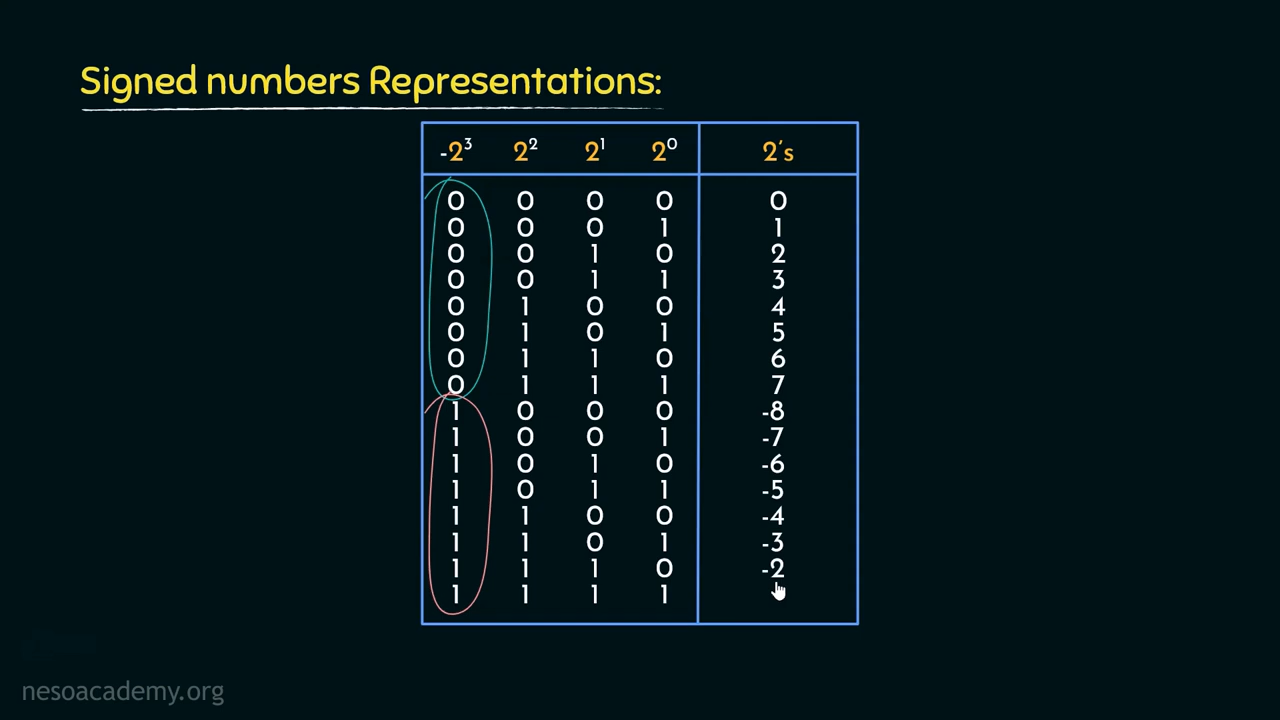 Signed numbers Representations:
-2³ 2² 2¹ 2⁰ 2's
0 0 0 0 0
0 0 0 1 1
0 0 1 0 2
0 0 1 1 3
0 1 0 0 4
0 1 0 1 5
0 1 1 0 6
0 1 1 1 7
1 0 0 0 -8
1 0 0 1 -7
1 0 1 0 -6
1 0 1 1 -5
1 1 0 0 -4
1 1 0 1 -3
1 1 1 0 -2
1 1 1 1
nesoacademy.org